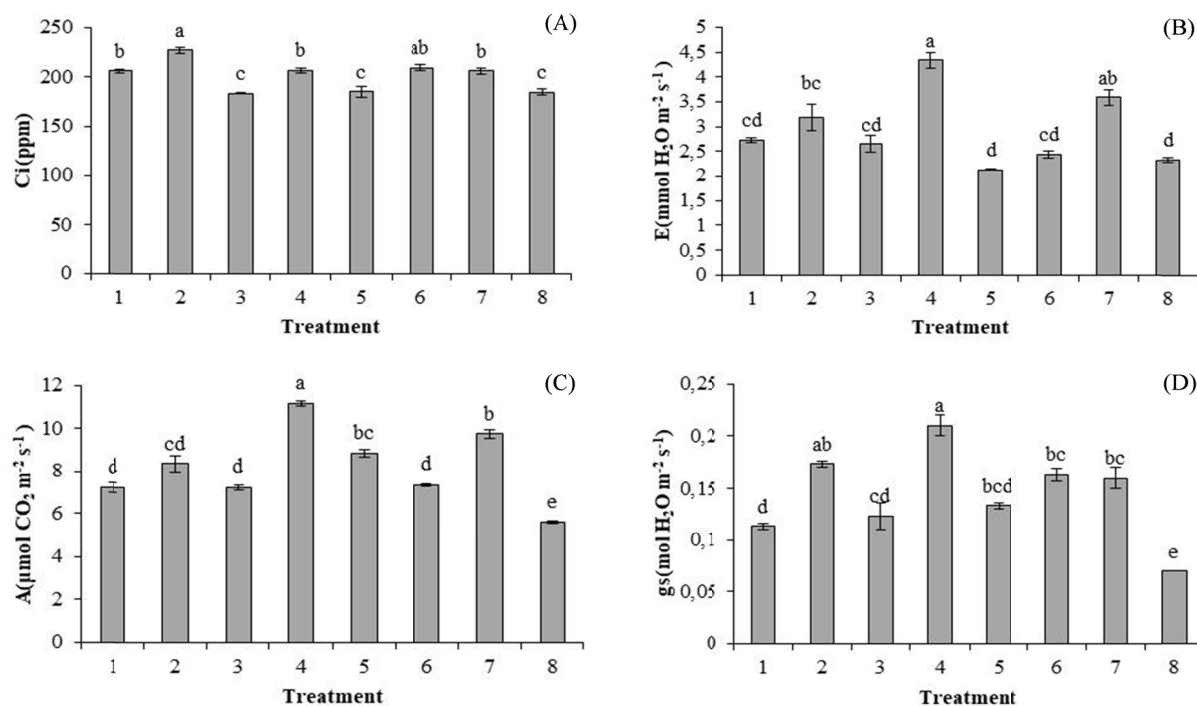 (A)
Ci(ppm)
250
200
150
100
50
0
b a c b c ab b c
1 2 3 4 5 6 7 8
Treatment
(B)
E(mmol H₂O m⁻² s⁻¹)
5
4,5
4
3,5
3
2,5
2
1,5
1
0,5
0
cd bc cd a d cd ab d
1 2 3 4 5 6 7 8
Treatment
(C)
A(µmol CO₂ m⁻² s⁻¹)
12
10
8
6
4
2
0
d cd d a bc d b e
1 2 3 4 5 6 7 8
Treatment
(D)
gs(mol H₂O m⁻² s⁻¹)
0,25
0,2
0,15
0,1
0,05
0
d ab cd a bcd bc bc e
1 2 3 4 5 6 7 8
Treatment